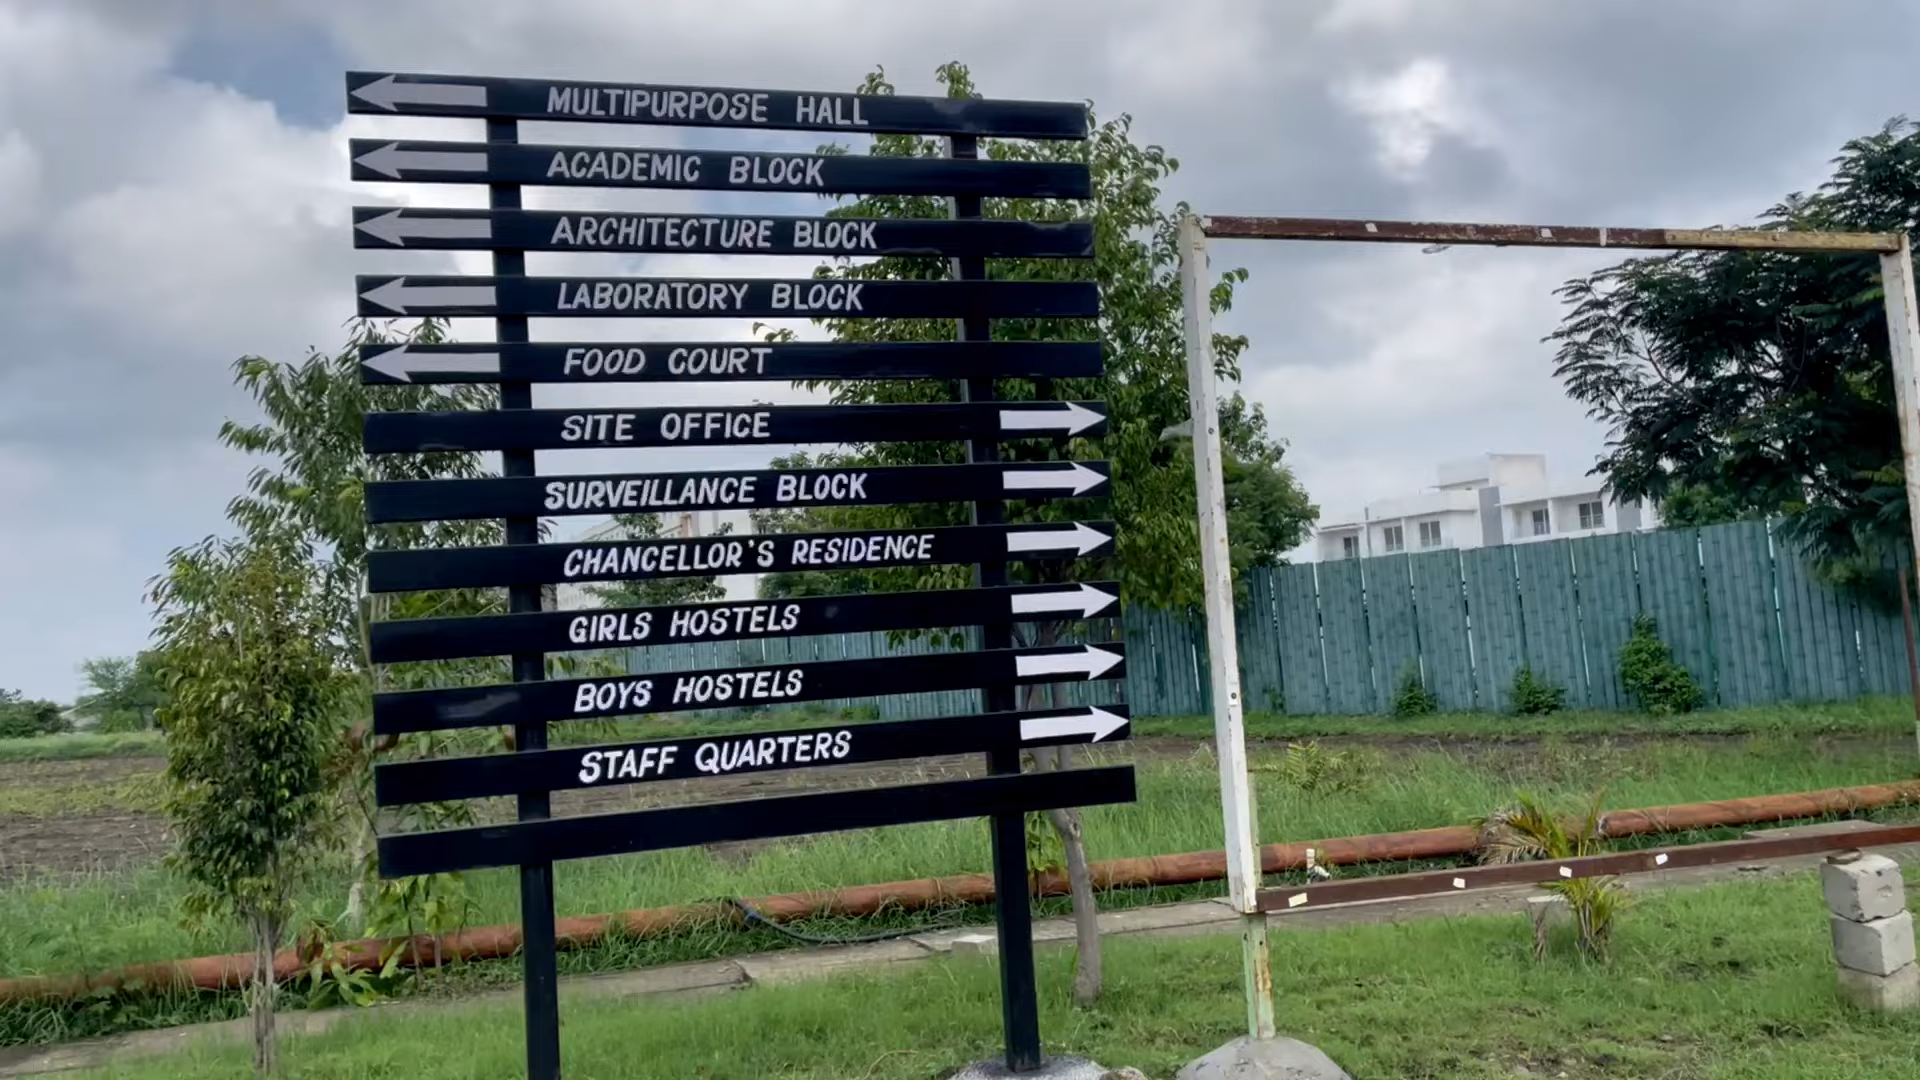 MULTIPURPOSE HALL
ACADEMIC BLOCK
ARCHITECTURE BLOCK
LABORATORY BLOCK
FOOD COURT
SITE OFFICE
SURVEILLANCE BLOCK
CHANCELLOR'S RESIDENCE
GIRLS HOSTELS
BOYS HOSTELS
STAFF QUARTERS